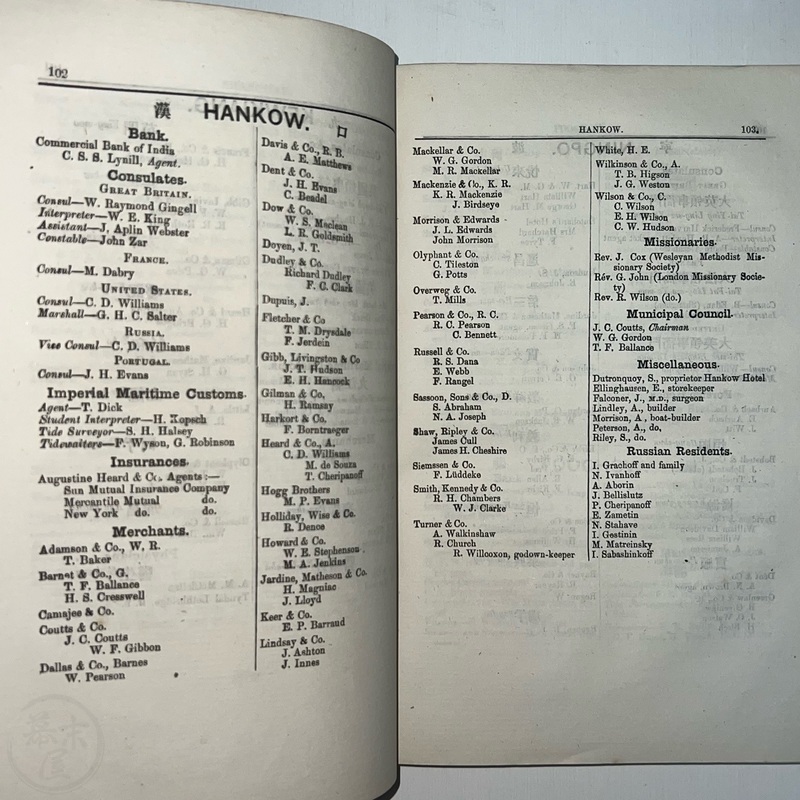 102
漢 HANKOW. 口
Bank.
Commercial Bank of India
C. S. S. Lynill, Agent.
Consulates.
GREAT BRITAIN.
Consul—W. Raymond Gingell
Interpreter—W. E. King
Assistant—J. Aplin Webster
Constable—John Zar
FRANCE.
Consul—M. Dabry
UNITED STATES.
Consul—C. D. Williams
Marshall—G. H. C. Salter
RUSSIA.
Vice Consul—C. D. Williams
PORTUGAL.
Consul—J. H. Evans
Imperial Maritime Customs.
Agent—T. Dick
Student Interpreter—H. Kopsch
Tide Surveyor—S. H. Halsey
Tidewaiters—F. Wyson, G. Robinson
Insurances.
Augustine Heard & Co. Agents:—
Sun Mutual Insurance Company
Mercantile Mutual do.
New York do. do.
Merchants.
Adamson & Co., W. R.
T. Baker
Barnet & Co., G.
T. F. Ballance
H. S. Cresswell
Camajee & Co.
Coutts & Co.
J. C. Coutts
W. F. Gibbon
Dallas & Co., Barnes
W. Pearson
Davis & Co., R. B.
A. E. Matthews
Dent & Co.
J. H. Evans
C. Beadel
Dow & Co.
W. S. Maclean
L. R. Goldsmith
Doyen, J. T.
Dudley & Co.
Richard Dudley
F. C. Clark
Dupuis, J.
Fletcher & Co
T. M. Drysdale
F. Jerdein
Gibb, Livingston & Co
J. T. Hudson
E. H. Hancock
Gilman & Co,
H. Ramsay
Harkort & Co.
F. Borntraeger
Heard & Co., A.
C. D. Williams
M. de Souza
T. Cheripanoff
Hogg Brothers
M. P. Evans
Holliday, Wise & Co.
R. Denoe
Howard & Co.
W. E. Stephenson
M. A. Jenkins
Jardine, Matheson & Co.
H. Magniac
J. Lloyd
Keer & Co.
E. P. Barraud
Lindsay & Co.
J. Ashton
J. Innes
HANKOW. 103.
Mackellar & Co.
W. G. Gordon
M. R. Mackellar
Mackenzie & Co., K. R.
K. R. Mackenzie
J. Birdseye
Morrison & Edwards
J. L. Edwards
John Morrison
Olyphant & Co.
C. Tileston
G. Potts
Overweg & Co.
T. Mills
Pearson & Co., R. C.
R. C. Pearson
C. Bennett
Russell & Co.
R. S. Dana
E. Webb
F. Rangel
Sassoon, Sons & Co., D.
S. Abraham
N. A. Joseph
Shaw, Ripley & Co.
James Cull
James H. Cheshire
Siemssen & Co.
F. Lüddeke
Smith, Kennedy & Co.
R. H. Chambers
W. J. Clarke
Turner & Co.
A. Walkinshaw
R. Church
R. Willcoxon, godown-keeper
White, H. E.
Wilkinson & Co., A.
T. B. Higson
J. G. Weston
Wilson & Co., C.
C. Wilson
E. H. Wilson
C. W. Hudson
Missionaries.
Rev. J. Cox (Wesleyan Methodist Mis-
sionary Society)
Rev. G. John (London Missionary Socie-
ty)
Rev. R. Wilson (do.)
Municipal Council.
J. C. Coutts, Chairman
W. G. Gordon
T. F. Ballance
Miscellaneous.
Dutronquoy, S., proprietor Hankow Hotel
Ellinghausen, E., storekeeper
Falconer, J., M.D., surgeon
Lindley, A., builder
Morrison, A., boat-builder
Peterson, A., do,
Riley, S., do.
Russian Residents.
I. Grachoff and family
N. Ivanhoff
A. Aborin
J. Bellislutz
P. Cheripanoff
E. Zametin
N. Stahave
I. Gestinin
M. Matreinsky
I. Sabashinkoff
幕末屋